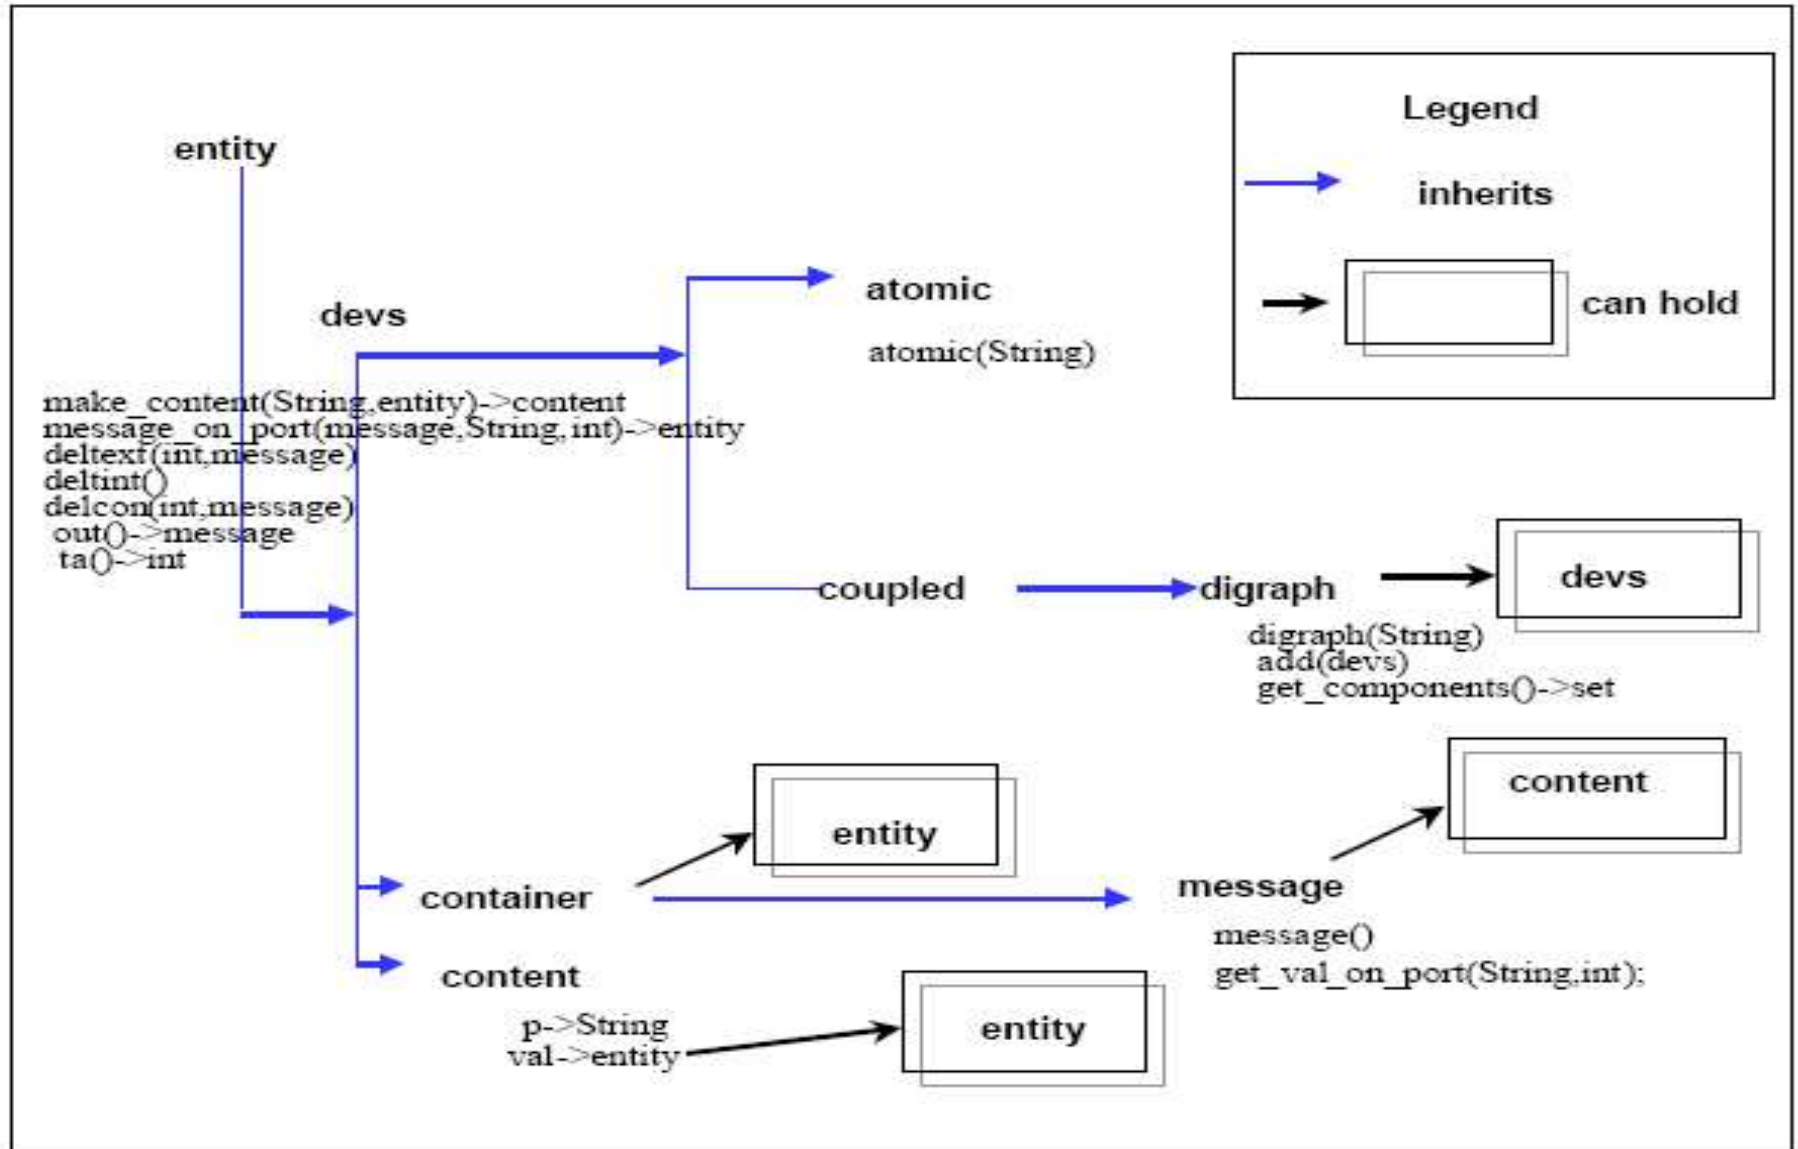 Legend
entity
inherits
can hold
devs
atomic
atomic(String)
make_content(String,entity)->content
message_on_port(message,String,int)->entity
deltext(int,message)
deltint()
delcon(int,message)
out()->message
ta()->int
coupled
digraph
devs
digraph(String)
add(devs)
get_components()->set
entity
content
container
message
message()
get_val_on_port(String,int);
content
p->String
val->entity
entity